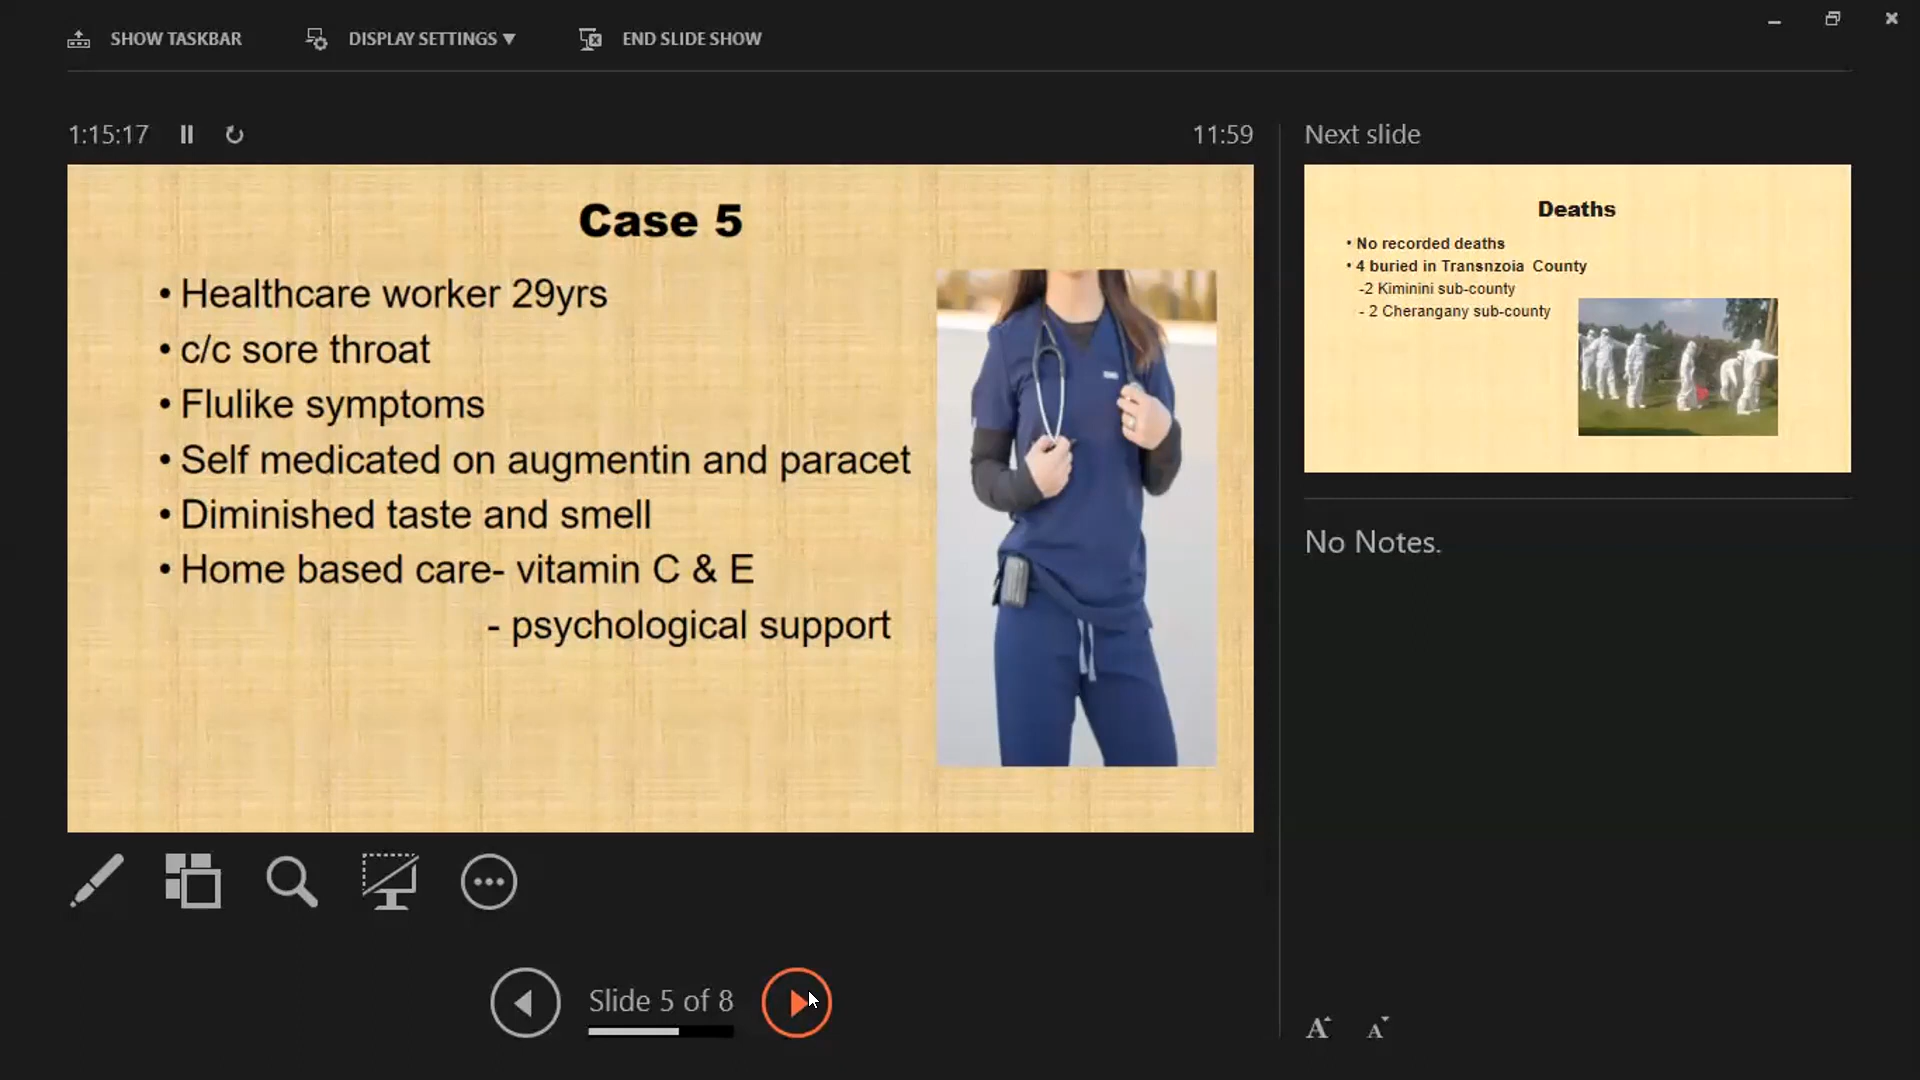 SHOW TASKBAR
DISPLAY SETTINGS ▼
END SLIDE SHOW
1:15:17
11:59
Next slide
Case 5
• Healthcare worker 29yrs
• c/c sore throat
• Flulike symptoms
• Self medicated on augmentin and paracet
• Diminished taste and smell
• Home based care- vitamin C & E
- psychological support
Deaths
• No recorded deaths
• 4 buried in Transnzoia County
-2 Kiminini sub-county
- 2 Cherangany sub-county
No Notes.
Slide 5 of 8
A A